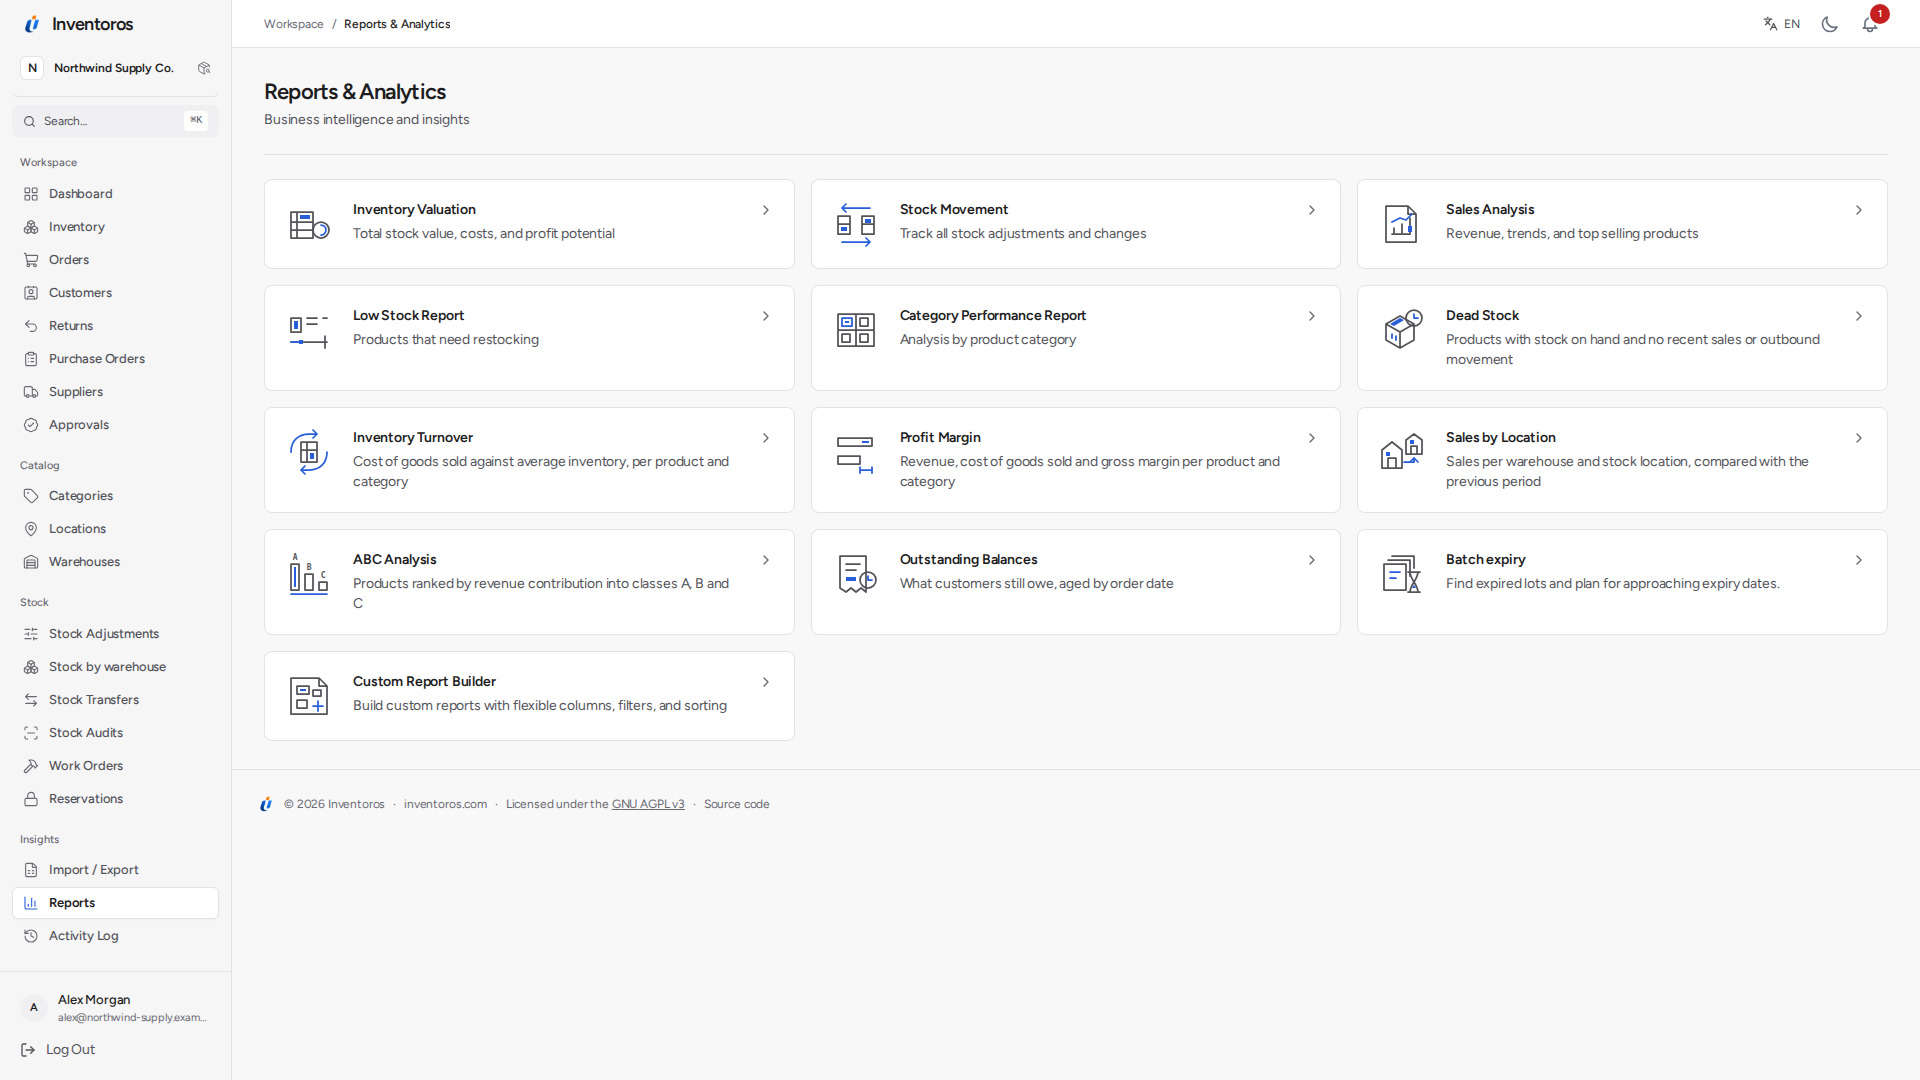 Inventoros
N
Northwind Supply Co.
Search...
⌘K
Workspace
Dashboard
Inventory
Orders
Customers
Returns
Purchase Orders
Suppliers
Approvals
Catalog
Categories
Locations
Warehouses
Stock
Stock Adjustments
Stock by warehouse
Stock Transfers
Stock Audits
Work Orders
Reservations
Insights
Import / Export
Reports
Activity Log
A
Alex Morgan
alex@northwind-supply.exam...
Log Out
Workspace / Reports & Analytics
EN
1
Reports & Analytics
Business intelligence and insights
Inventory Valuation
Total stock value, costs, and profit potential
Stock Movement
Track all stock adjustments and changes
Sales Analysis
Revenue, trends, and top selling products
Low Stock Report
Products that need restocking
Category Performance Report
Analysis by product category
Dead Stock
Products with stock on hand and no recent sales or outbound
movement
Inventory Turnover
Cost of goods sold against average inventory, per product and
category
Profit Margin
Revenue, cost of goods sold and gross margin per product and
category
Sales by Location
Sales per warehouse and stock location, compared with the
previous period
A
B
C
ABC Analysis
Products ranked by revenue contribution into classes A, B and
C
Outstanding Balances
What customers still owe, aged by order date
Batch expiry
Find expired lots and plan for approaching expiry dates.
Custom Report Builder
Build custom reports with flexible columns, filters, and sorting
© 2026 Inventoros · inventoros.com · Licensed under the GNU AGPL v3 · Source code